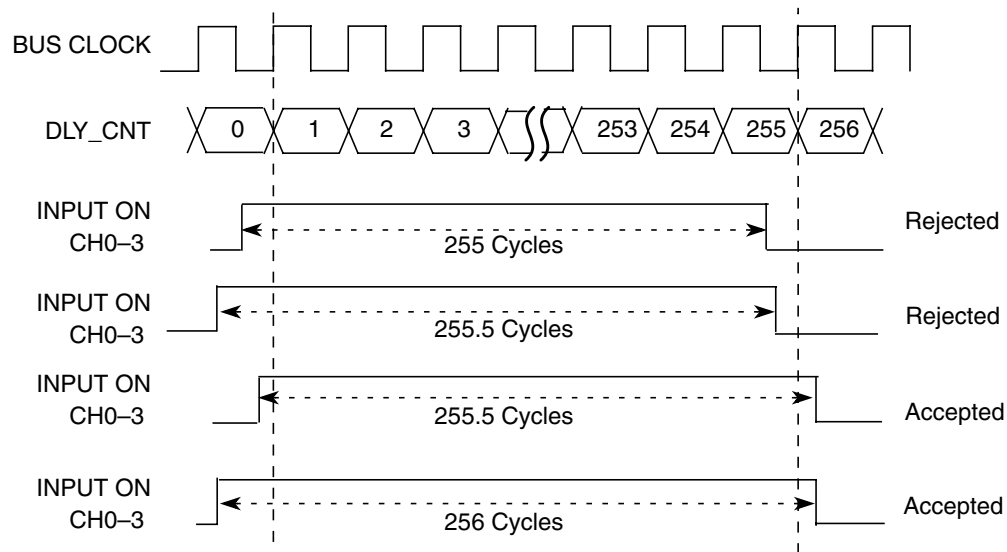 BUS CLOCK
DLY_CNT
0 1 2 3 253 254 255 256
INPUT ON
CH0–3
255 Cycles
Rejected
INPUT ON
CH0–3
255.5 Cycles
Rejected
INPUT ON
CH0–3
255.5 Cycles
Accepted
INPUT ON
CH0–3
256 Cycles
Accepted